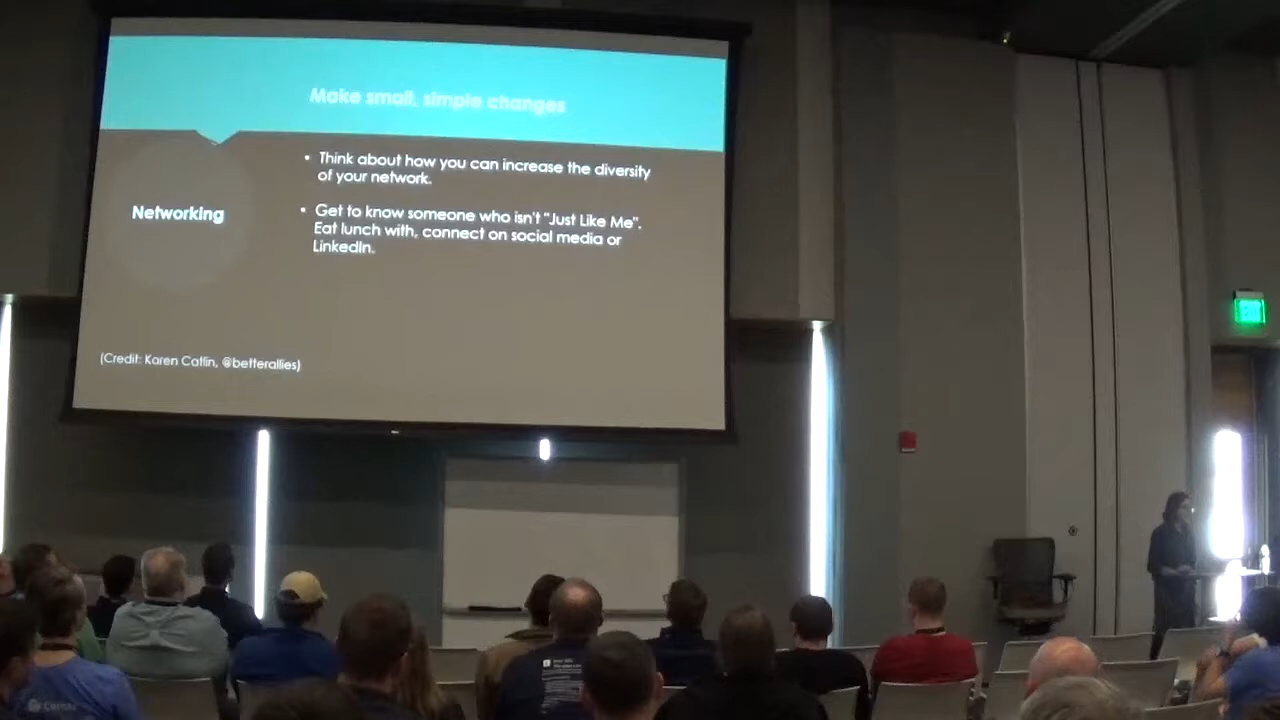 Make small, simple changes
• Think about how you can increase the diversity
of your network.
Networking
• Get to know someone who isn't "Just Like Me".
Eat lunch with, connect on social media or
LinkedIn.
(Credit: Karen Catlin, @betterallies)
EXIT
Cerner